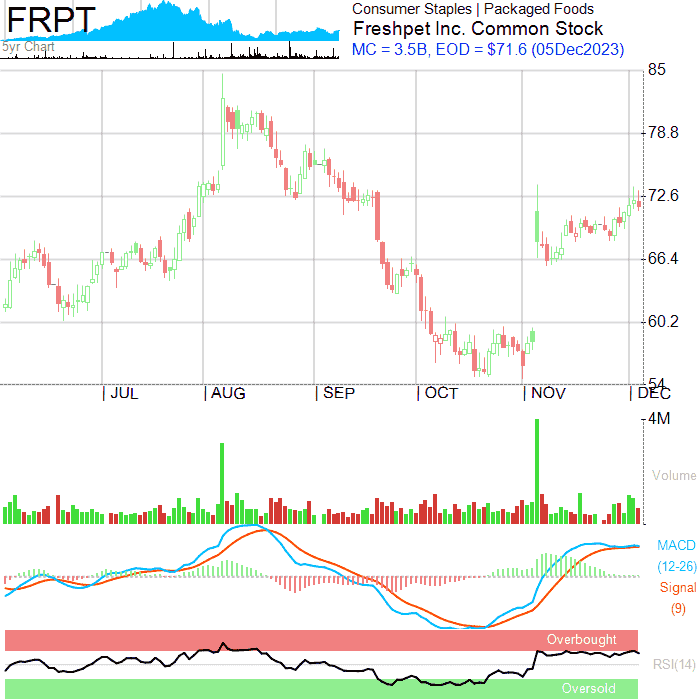 FRPT
5yr Chart
Consumer Staples | Packaged Foods
Freshpet Inc. Common Stock
MC = 3.5B, EOD = $71.6 (05Dec2023)
85
78.8
72.6
66.4
60.2
54
JUL
AUG
SEP
OCT
NOV
DEC
4M
Volume
MACD
(12-26)
Signal
(9)
Overbought
RSI(14)
Oversold